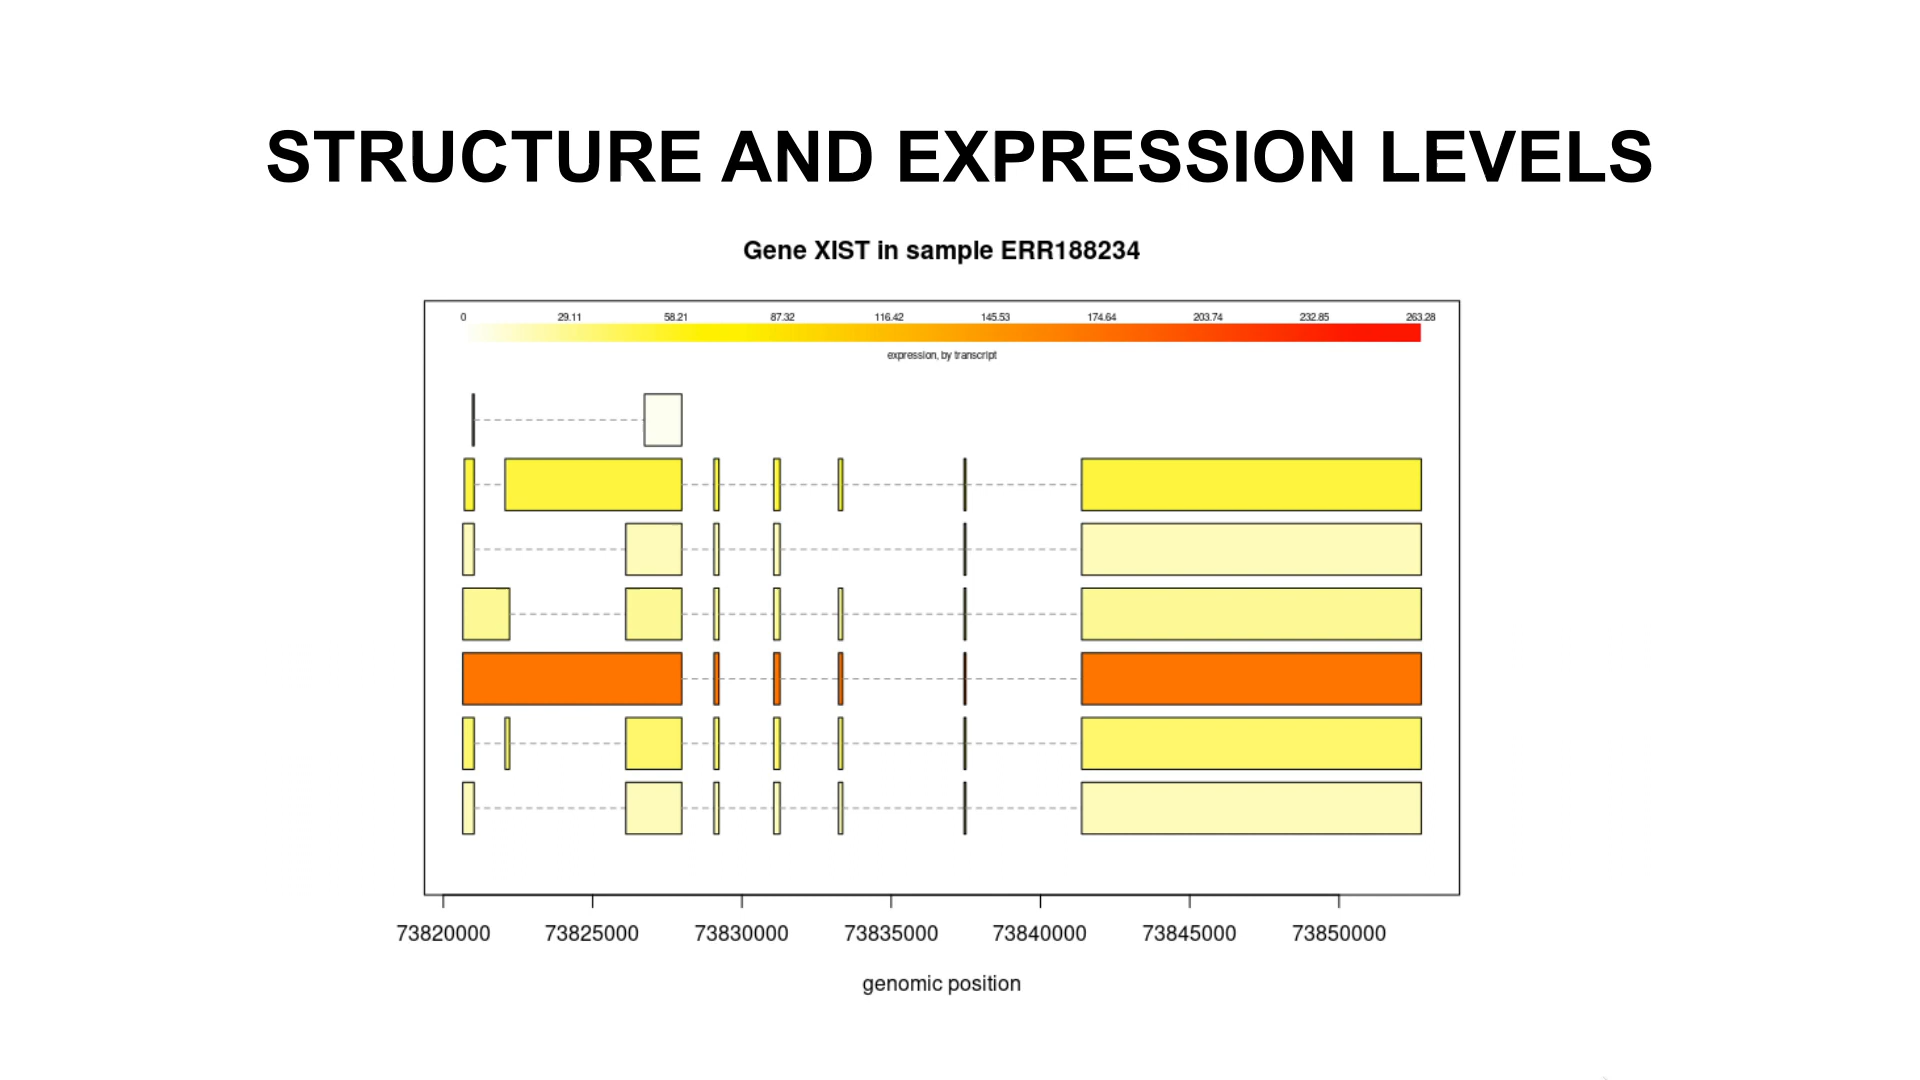 STRUCTURE AND EXPRESSION LEVELS
Gene XIST in sample ERR188234
0 29.11 58.21 87.32 116.42 145.53 174.64 203.74 232.85 263.28
expression, by transcript
73820000 73825000 73830000 73835000 73840000 73845000 73850000
genomic position